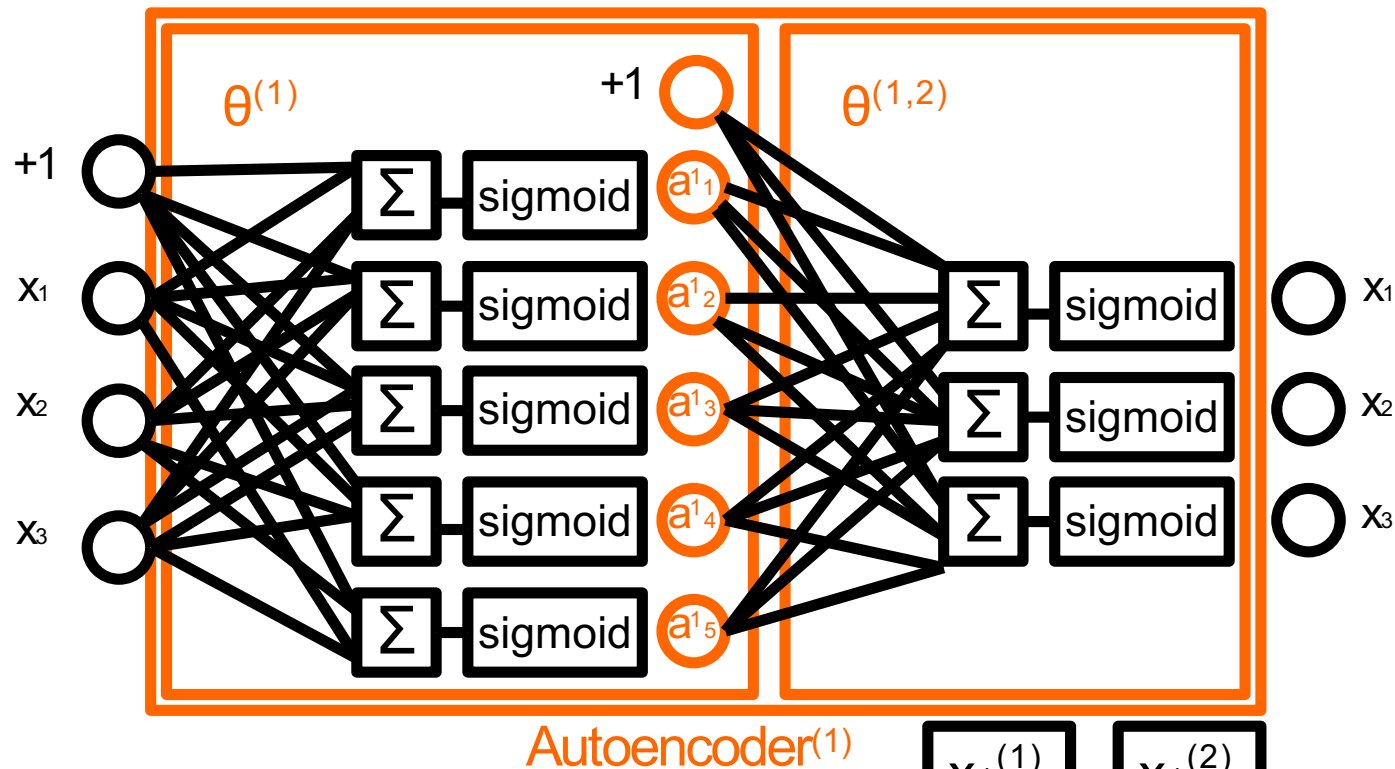 θ⁽¹⁾
+1
θ⁽¹,²⁾
+1
Σ
sigmoid
a¹₁
x₁
Σ
sigmoid
a¹₂
Σ
sigmoid
x₁
x₂
Σ
sigmoid
a¹₃
Σ
sigmoid
x₂
x₃
Σ
sigmoid
a¹₄
Σ
sigmoid
x₃
Σ
sigmoid
a¹₅
Autoencoder⁽¹⁾